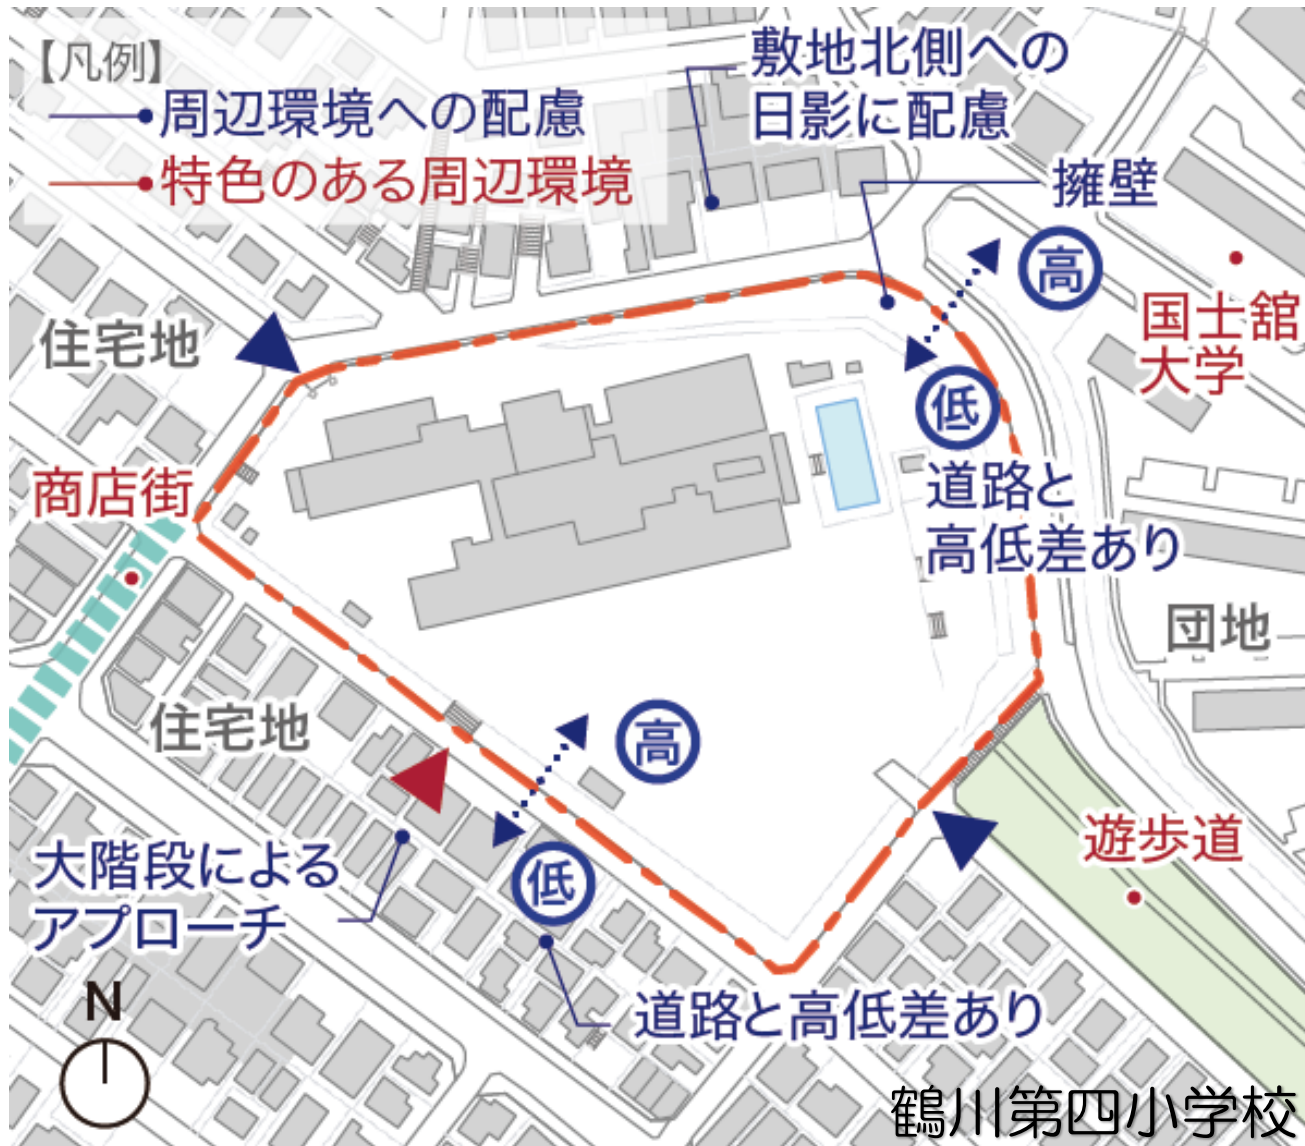 【凡例】
周辺環境への配慮
特色のある周辺環境
敷地北側への
日影に配慮
擁壁
高
国士舘
大学
住宅地
低
商店街
道路と
高低差あり
団地
住宅地
高
遊歩道
大階段による
アプローチ
低
道路と高低差あり
N
鶴川第四小学校